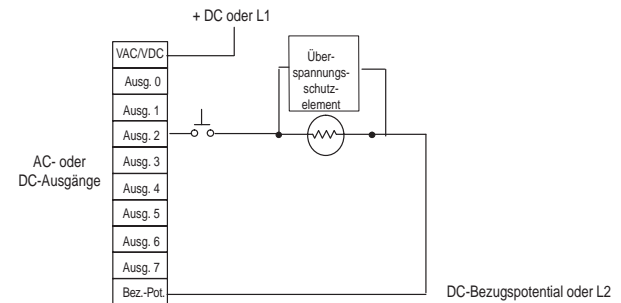 + DC oder L1
VAC/VDC
Ausg. 0
Ausg. 1
Ausg. 2
Ausg. 3
Ausg. 4
Ausg. 5
Ausg. 6
Ausg. 7
Bez.-Pot.
AC- oder
DC-Ausgänge
Über-
spannungs-
schutz-
element
DC-Bezugspotential oder L2